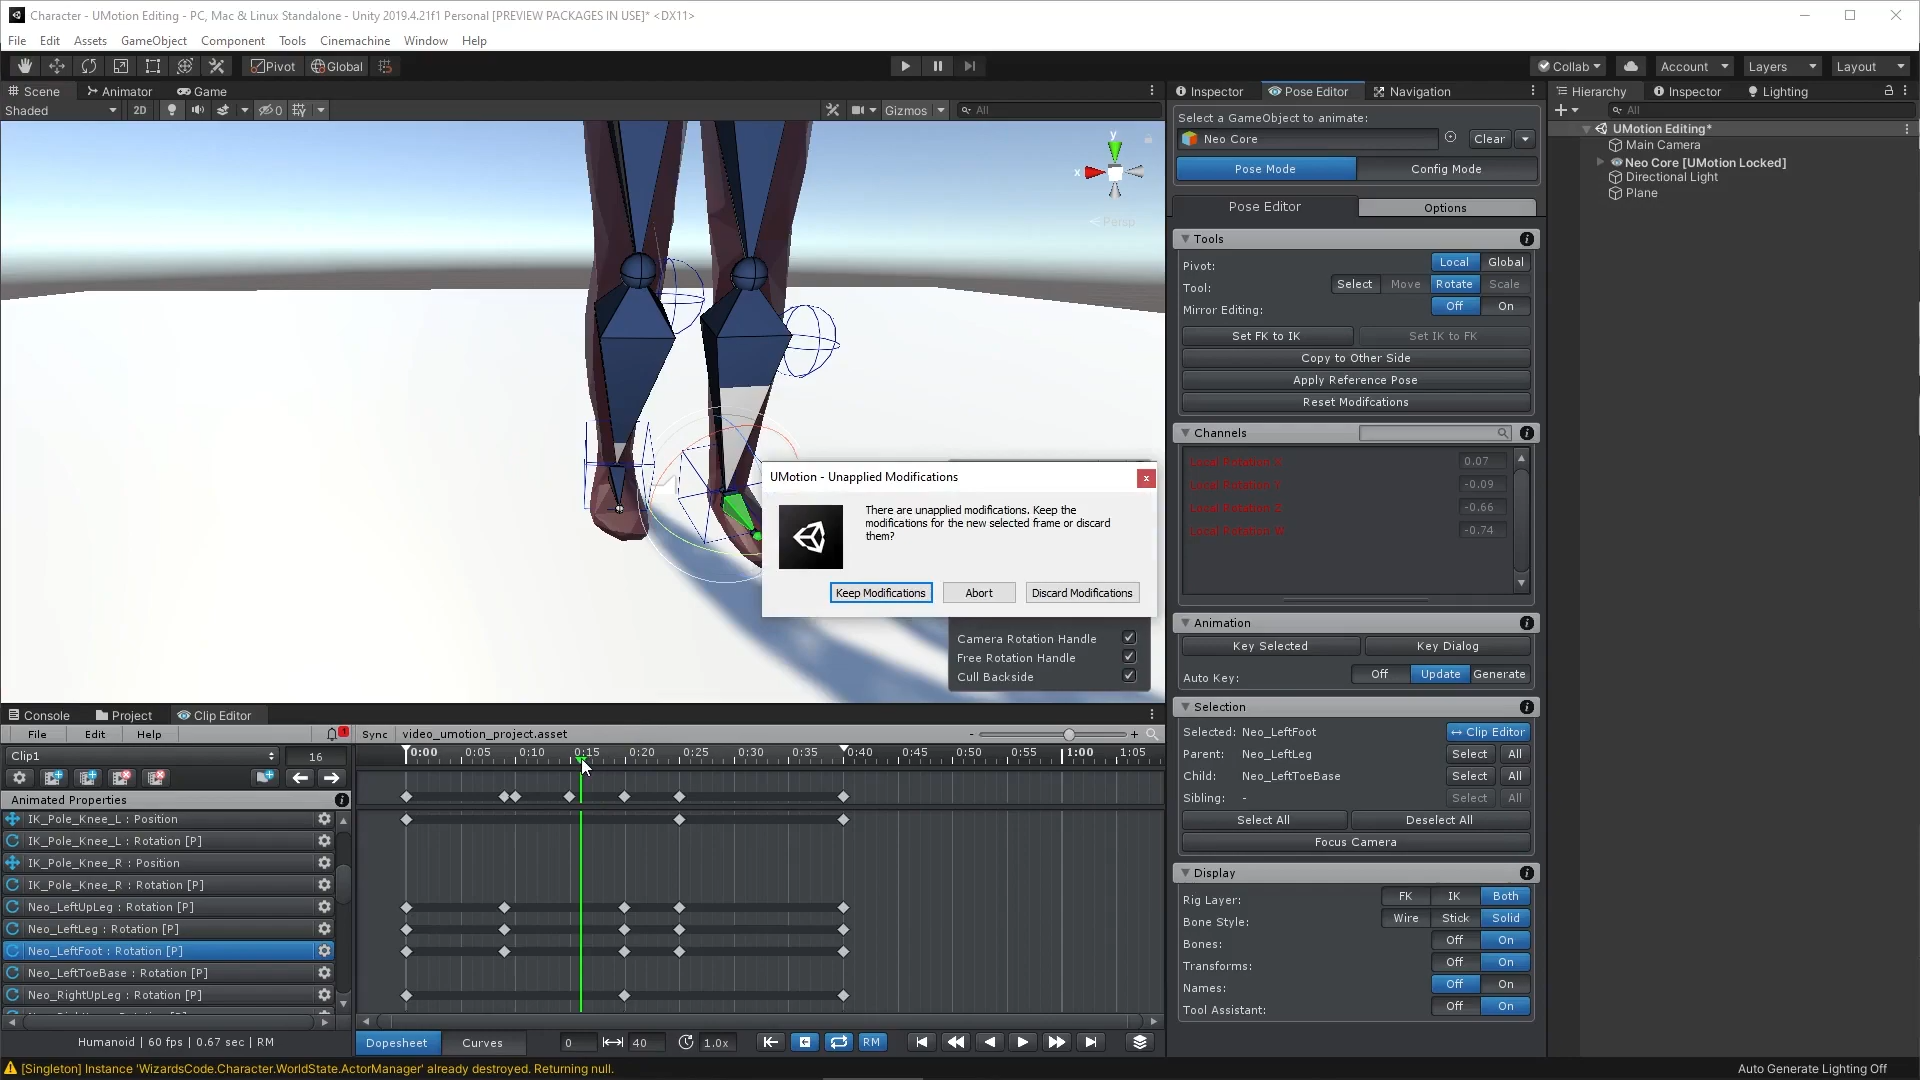 Character - UMotion Editing - PC, Mac & Linux Standalone - Unity 2019.4.21f1 Personal [PREVIEW PACKAGES IN USE]* <DX11>
File Edit Assets GameObject Component Tools Cinemachine Window Help
Pivot Global Collab Account Layers Layout
Scene Animator Game
Shaded 2D 0 Gizmos All
y
x
Persp
Inspector Pose Editor Navigation
Select a GameObject to animate:
Neo Core Clear
Pose Mode Config Mode
Pose Editor Options
Tools
Pivot: Local Global
Tool: Select Move Rotate Scale
Mirror Editing: Off On
Set FK to IK Set IK to FK
Copy to Other Side
Apply Reference Pose
Reset Modifcations
Channels
Local Rotation X 0.07
Local Rotation Y -0.09
Local Rotation Z -0.66
Local Rotation W -0.74
Animation
Key Selected Key Dialog
Auto Key: Off Update Generate
Selection
Selected: Neo_LeftFoot Clip Editor
Parent: Neo_LeftLeg Select All
Child: Neo_LeftToeBase Select All
Sibling: - Select All
Select All Deselect All
Focus Camera
Display
Rig Layer: FK IK Both
Bone Style: Wire Stick Solid
Bones: Off On
Transforms: Off On
Names: Off On
Tool Assistant: Off On
Hierarchy Inspector Lighting
All
UMotion Editing*
Main Camera
Neo Core [UMotion Locked]
Directional Light
Plane
UMotion - Unapplied Modifications
x
There are unapplied modifications. Keep the
modifications for the new selected frame or discard
them?
Keep Modifications Abort Discard Modifications
Camera Rotation Handle
Free Rotation Handle
Cull Backside
Console Project Clip Editor
File Edit Help 1 Sync video_umotion_project.asset - +
Clip1 16
0:00 0:05 0:10 0:15 0:20 0:25 0:30 0:35 0:40 0:45 0:50 0:55 1:00 1:05
Animated Properties
IK_Pole_Knee_L : Position
IK_Pole_Knee_L : Rotation [P]
IK_Pole_Knee_R : Position
IK_Pole_Knee_R : Rotation [P]
Neo_LeftUpLeg : Rotation [P]
Neo_LeftLeg : Rotation [P]
Neo_LeftFoot : Rotation [P]
Neo_LeftToeBase : Rotation [P]
Neo_RightUpLeg : Rotation [P]
Humanoid | 60 fps | 0.67 sec | RM
Dopesheet Curves 0 40 1.0x RM
[Singleton] Instance 'WizardsCode.Character.WorldState.ActorManager' already destroyed. Returning null.
Auto Generate Lighting Off